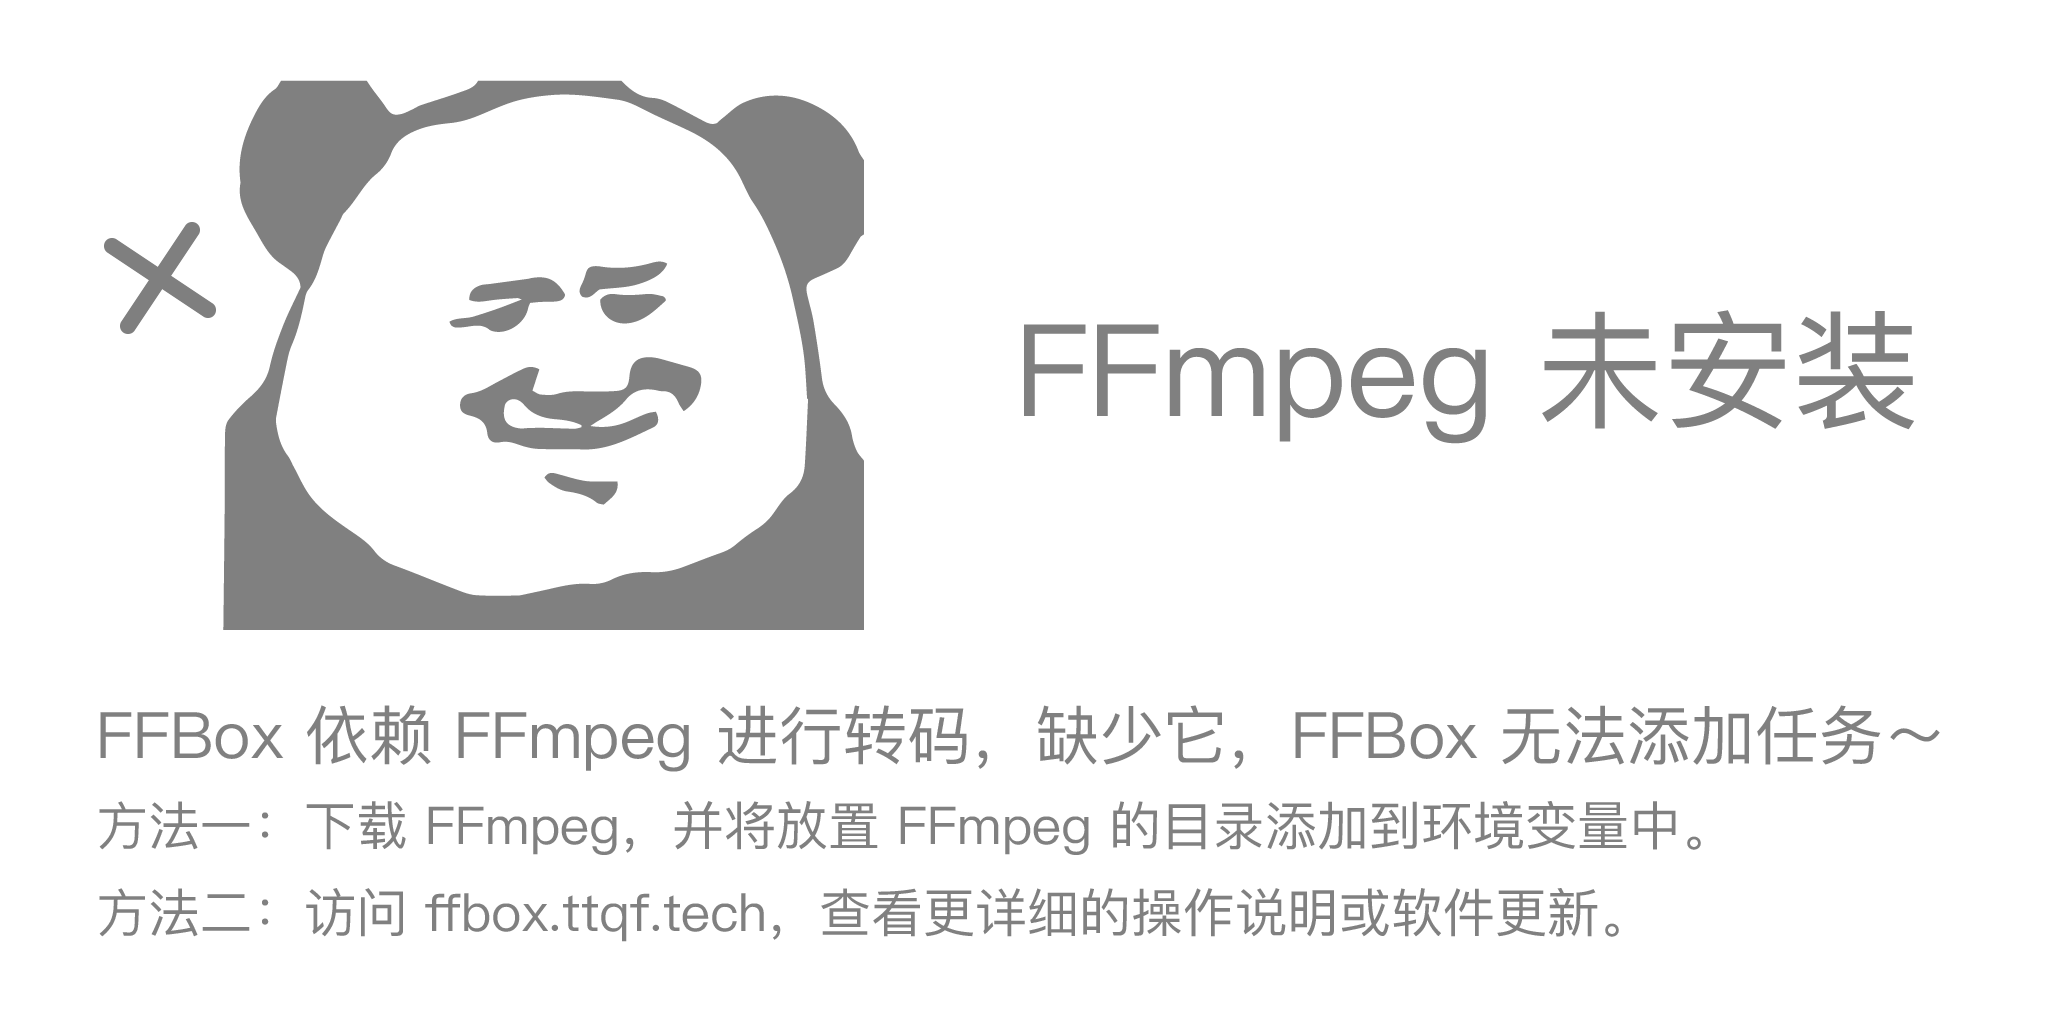 FFmpeg 未安装
FFBox 依赖 FFmpeg 进行转码，缺少它，FFBox 无法添加任务～
方法一：下载 FFmpeg，并将放置 FFmpeg 的目录添加到环境变量中。
方法二：访问 ffbox.ttqf.tech，查看更详细的操作说明或软件更新。